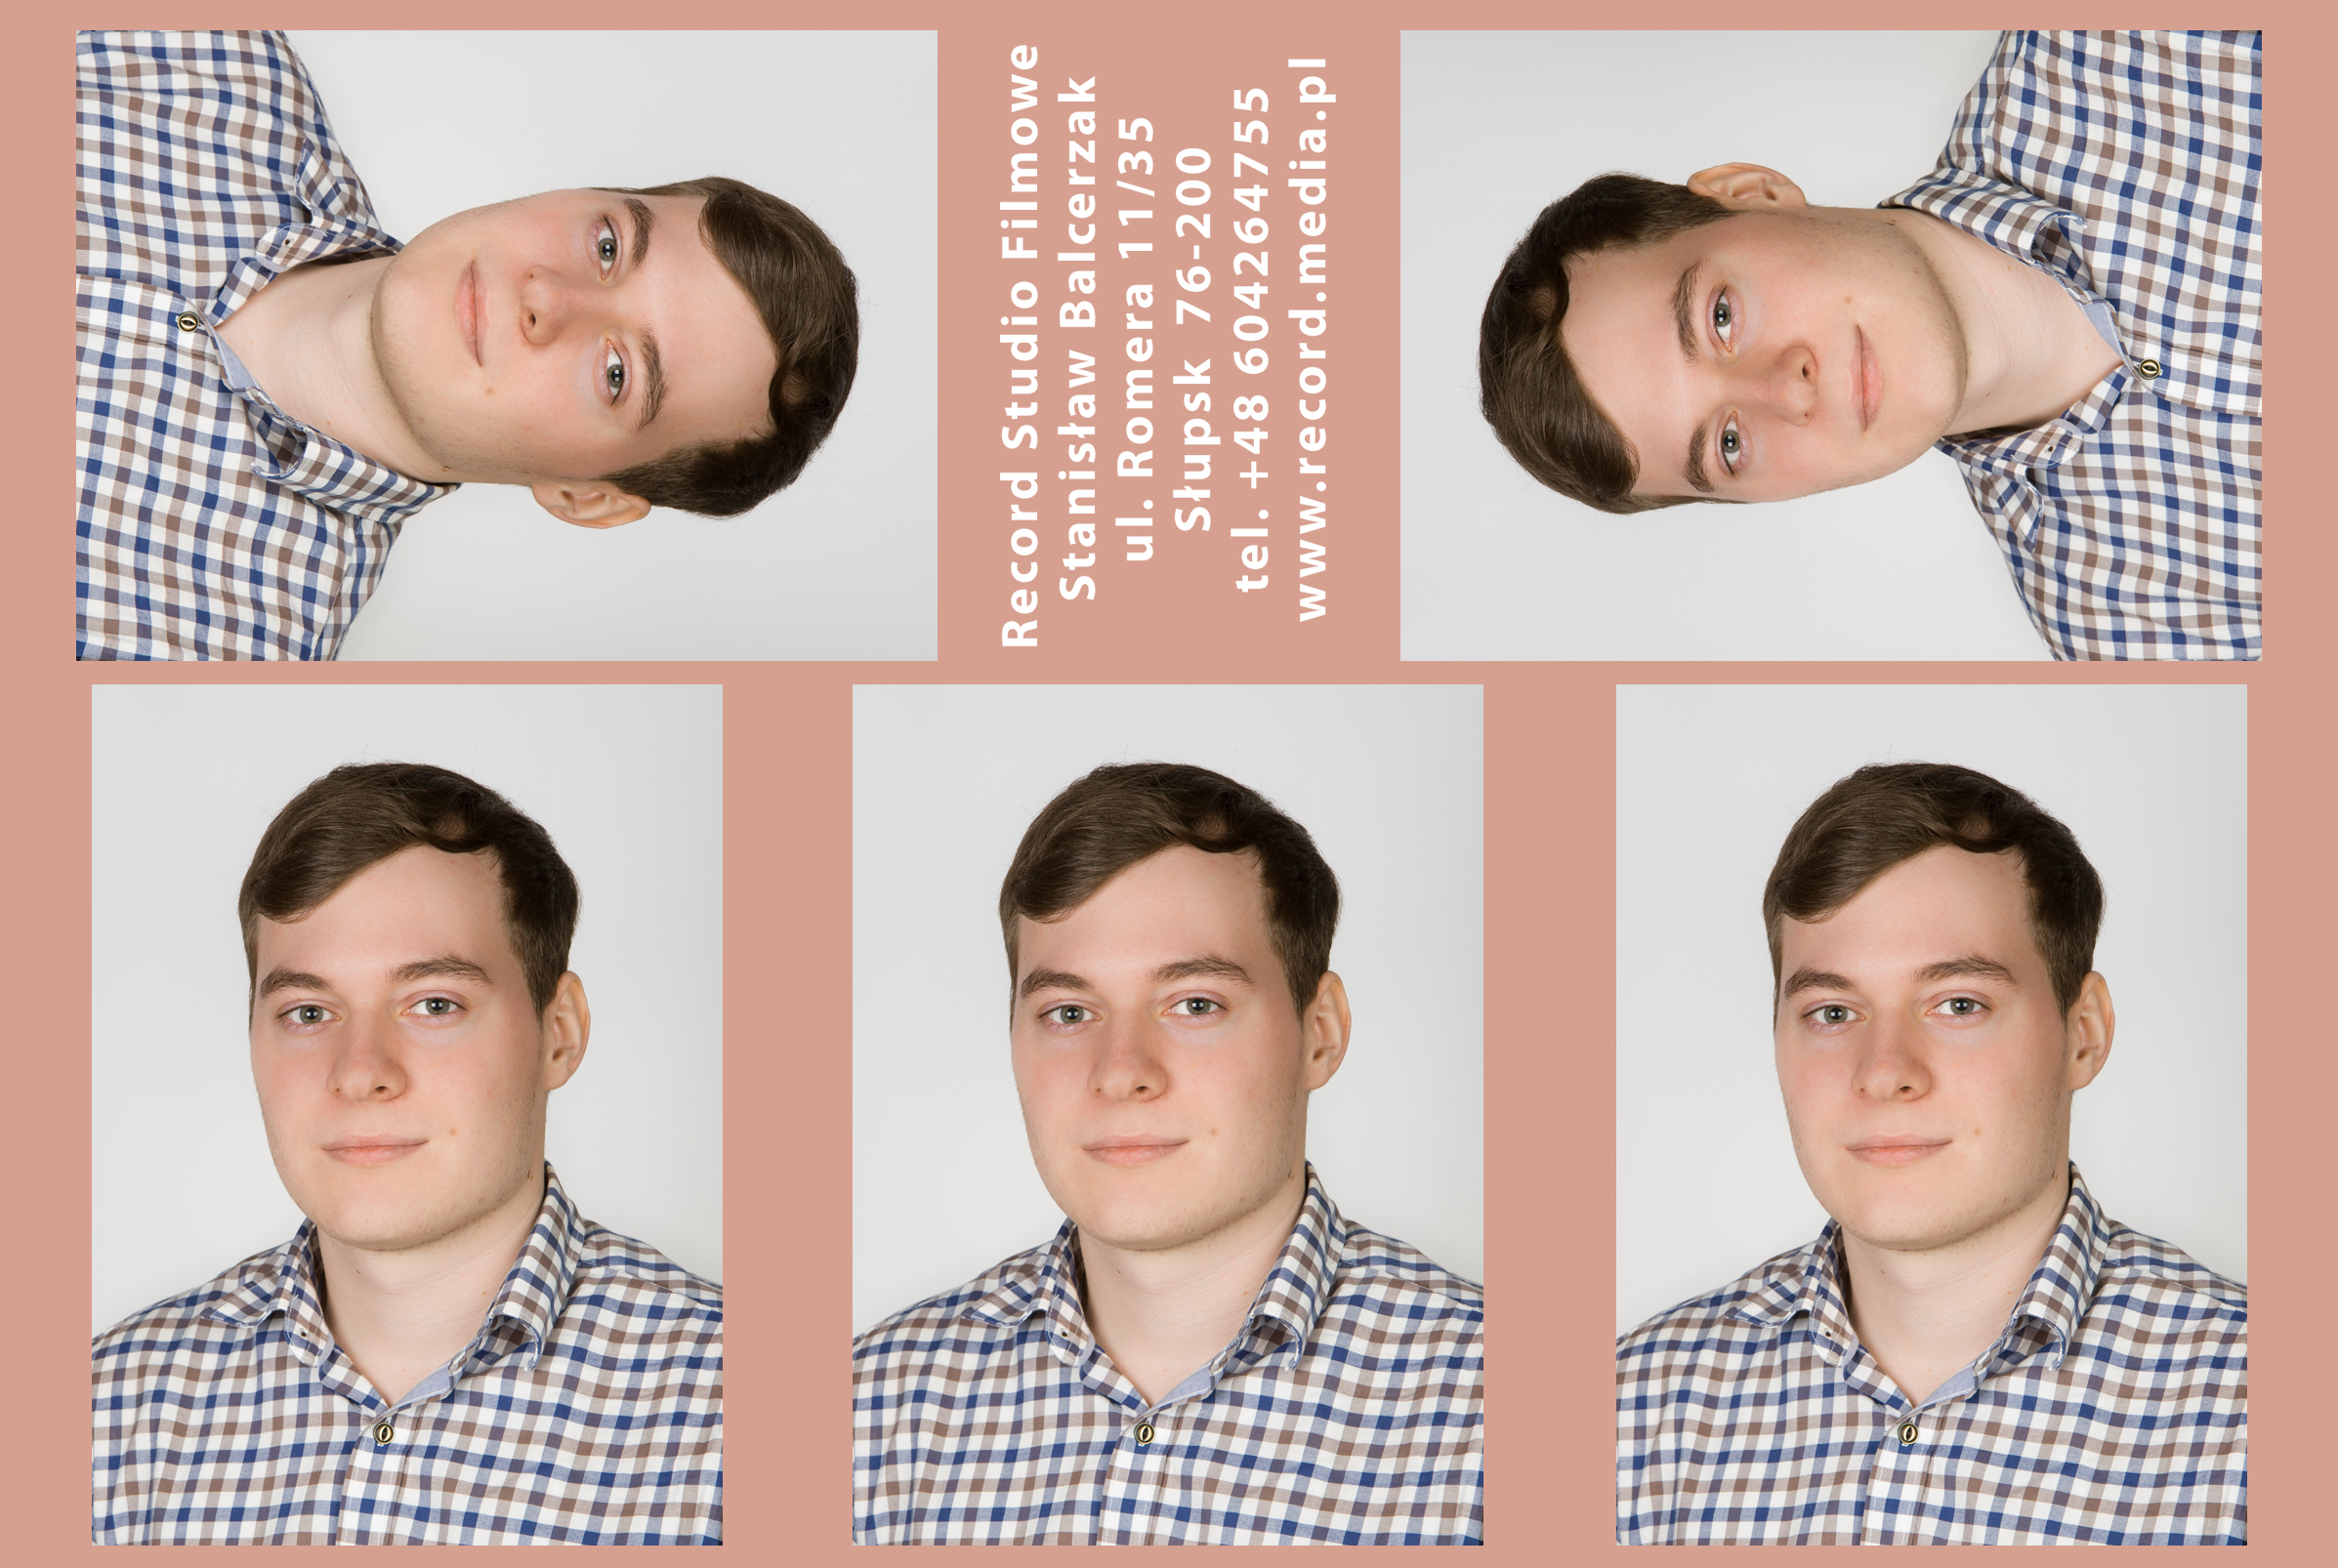 Record Studio Filmowe
Stanisław Balcerzak
ul. Romera 11/35
Słupsk 76-200
tel. +48 604264755
www.record.media.pl